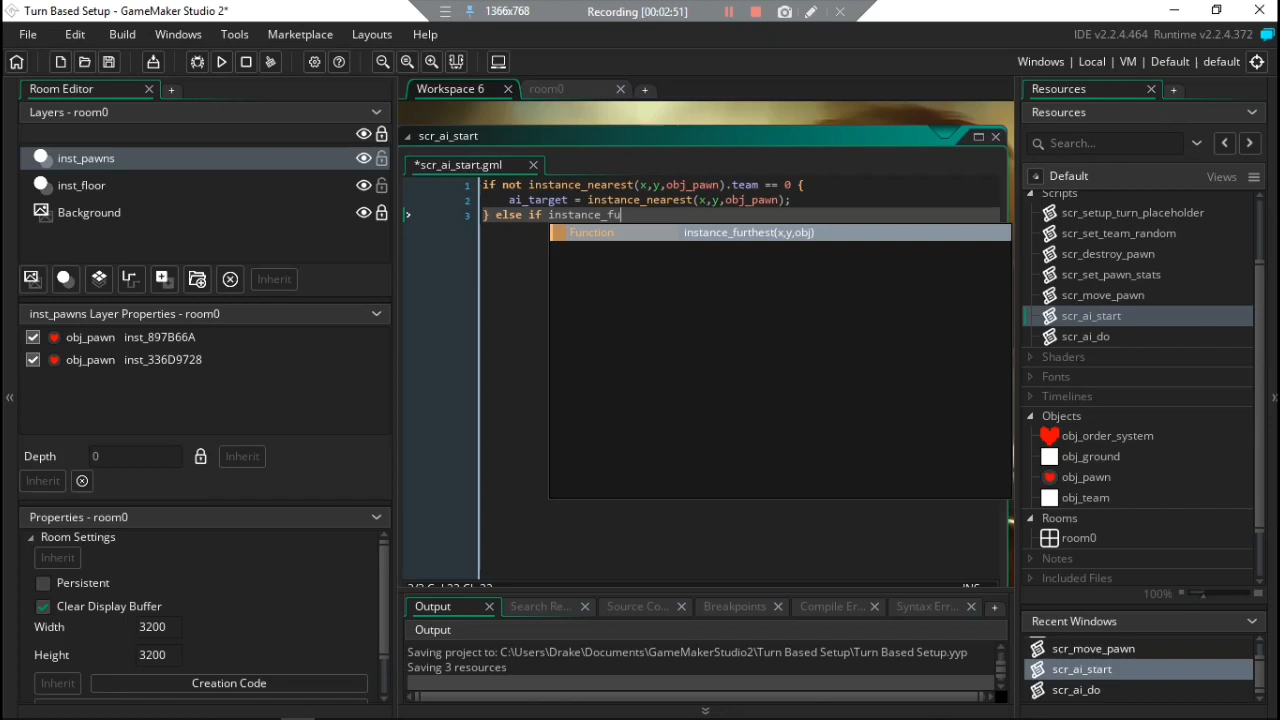 Turn Based Setup - GameMaker Studio 2*
1366x768
Recording [00:02:51]
File Edit Build Windows Tools Marketplace Layouts Help
IDE v2.2.4.464 Runtime v2.2.4.372
Windows | Local | VM | Default | default
Room Editor
Workspace 6
room0
Resources
Layers - room0
Resources
scr_ai_start
Search...
inst_pawns
*scr_ai_start.gml
Default
Views
inst_floor
1 if not instance_nearest(x,y,obj_pawn).team == 0 {
Scripts
Background
2 ai_target = instance_nearest(x,y,obj_pawn);
scr_setup_turn_placeholder
3 } else if instance_fu
scr_set_team_random
Function instance_furthest(x,y,obj)
scr_destroy_pawn
scr_set_pawn_stats
Inherit
scr_move_pawn
inst_pawns Layer Properties - room0
scr_ai_start
obj_pawn inst_897B66A
scr_ai_do
obj_pawn inst_336D9728
Shaders
Fonts
Timelines
Objects
obj_order_system
Depth 0 Inherit
obj_ground
Inherit
obj_pawn
obj_team
Properties - room0
Rooms
Room Settings
room0
Inherit
Notes
Persistent
Included Files
Clear Display Buffer
100%
Output
Search Re...
Source Co...
Breakpoints
Compile Er...
Syntax Err...
Width 3200
Output
Recent Windows
Height 3200
Saving project to: C:\Users\Drake\Documents\GameMakerStudio2\Turn Based Setup\Turn Based Setup.yyp
scr_move_pawn
Saving 3 resources
scr_ai_start
Inherit
Creation Code
scr_ai_do